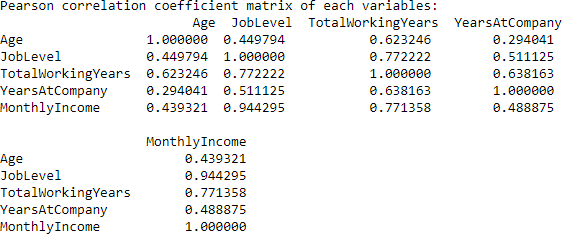 Pearson correlation coefficient matrix of each variables:
Age JobLevel TotalWorkingYears YearsAtCompany
Age 1.000000 0.449794 0.623246 0.294041
JobLevel 0.449794 1.000000 0.772222 0.511125
TotalWorkingYears 0.623246 0.772222 1.000000 0.638163
YearsAtCompany 0.294041 0.511125 0.638163 1.000000
MonthlyIncome 0.439321 0.944295 0.771358 0.488875
MonthlyIncome
Age 0.439321
JobLevel 0.944295
TotalWorkingYears 0.771358
YearsAtCompany 0.488875
MonthlyIncome 1.000000